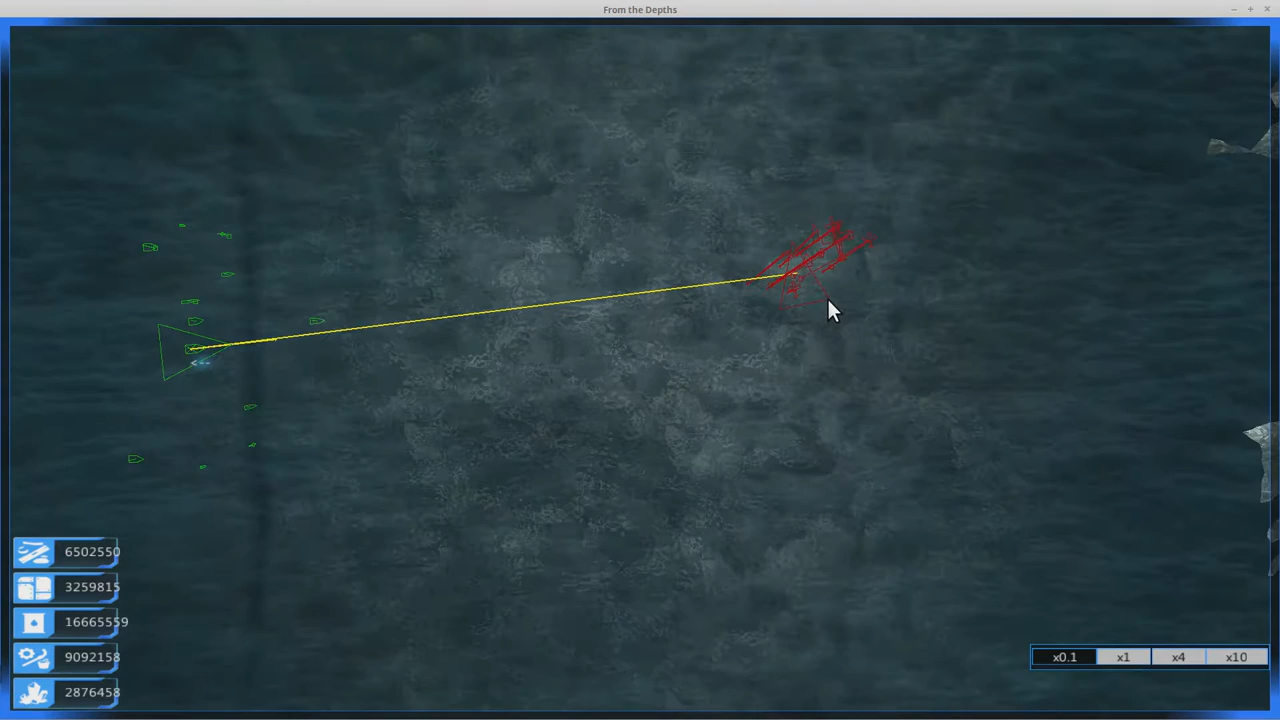 From the Depths
6502550
3259815
16665559
9092158
2876458
x0.1 x1 x4 x10